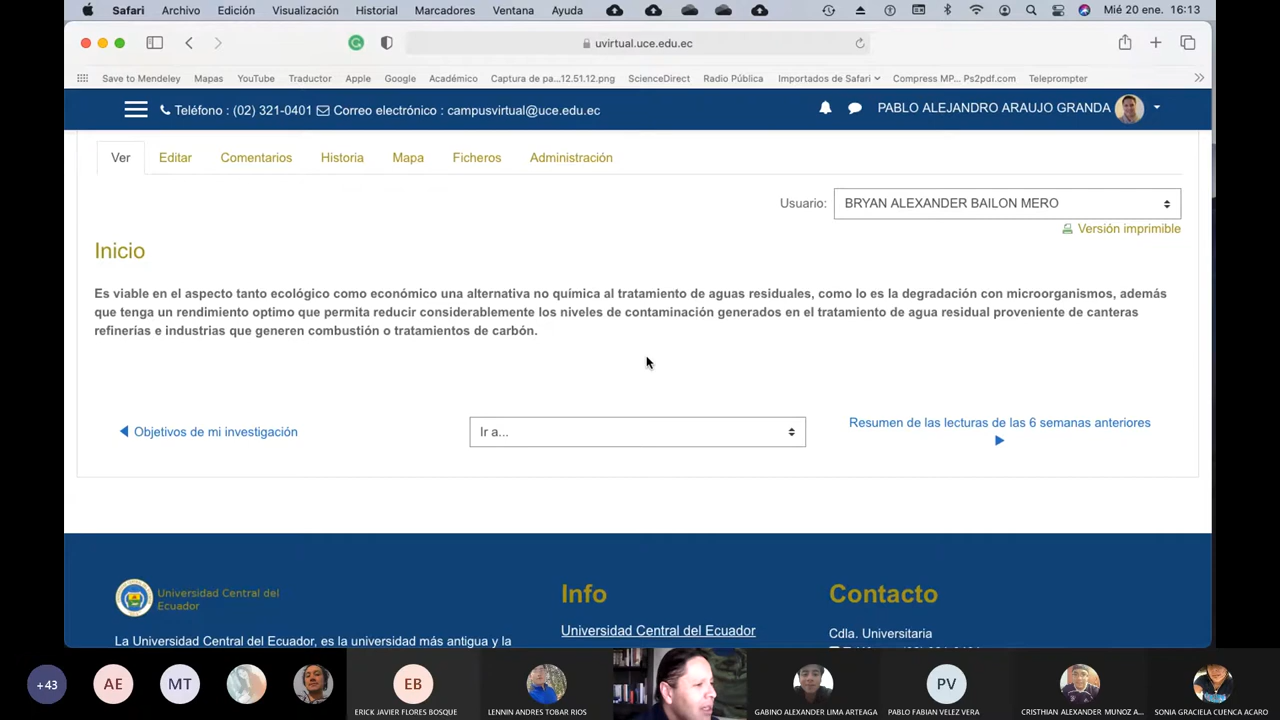 Safari Archivo Edición Visualización Historial Marcadores Ventana Ayuda Mié 20 ene. 16:13
uvirtual.uce.edu.ec
Save to Mendeley Mapas YouTube Traductor Apple Google Académico Captura de pa...12.51.12.png ScienceDirect Radio Pública Importados de Safari Compress MP... Ps2pdf.com Teleprompter
Teléfono : (02) 321-0401 Correo electrónico : campusvirtual@uce.edu.ec PABLO ALEJANDRO ARAUJO GRANDA
Ver Editar Comentarios Historia Mapa Ficheros Administración
Usuario: BRYAN ALEXANDER BAILON MERO
Versión imprimible
Inicio
Es viable en el aspecto tanto ecológico como económico una alternativa no química al tratamiento de aguas residuales, como lo es la degradación con microorganismos, además
que tenga un rendimiento optimo que permita reducir considerablemente los niveles de contaminación generados en el tratamiento de agua residual proveniente de canteras
refinerías e industrias que generen combustión o tratamientos de carbón.
Objetivos de mi investigación
Ir a...
Resumen de las lecturas de las 6 semanas anteriores
Universidad Central del
Ecuador
Info
Contacto
La Universidad Central del Ecuador, es la universidad más antigua y la
Universidad Central del Ecuador
Cdla. Universitaria
+43 AE MT EB PV
ERICK JAVIER FLORES BOSQUE LENNIN ANDRES TOBAR RIOS GABINO ALEXANDER LIMA ARTEAGA PABLO FABIAN VELEZ VERA CRISTHIAN ALEXANDER MUÑOZ A... SONIA GRACIELA CUENCA ACARO